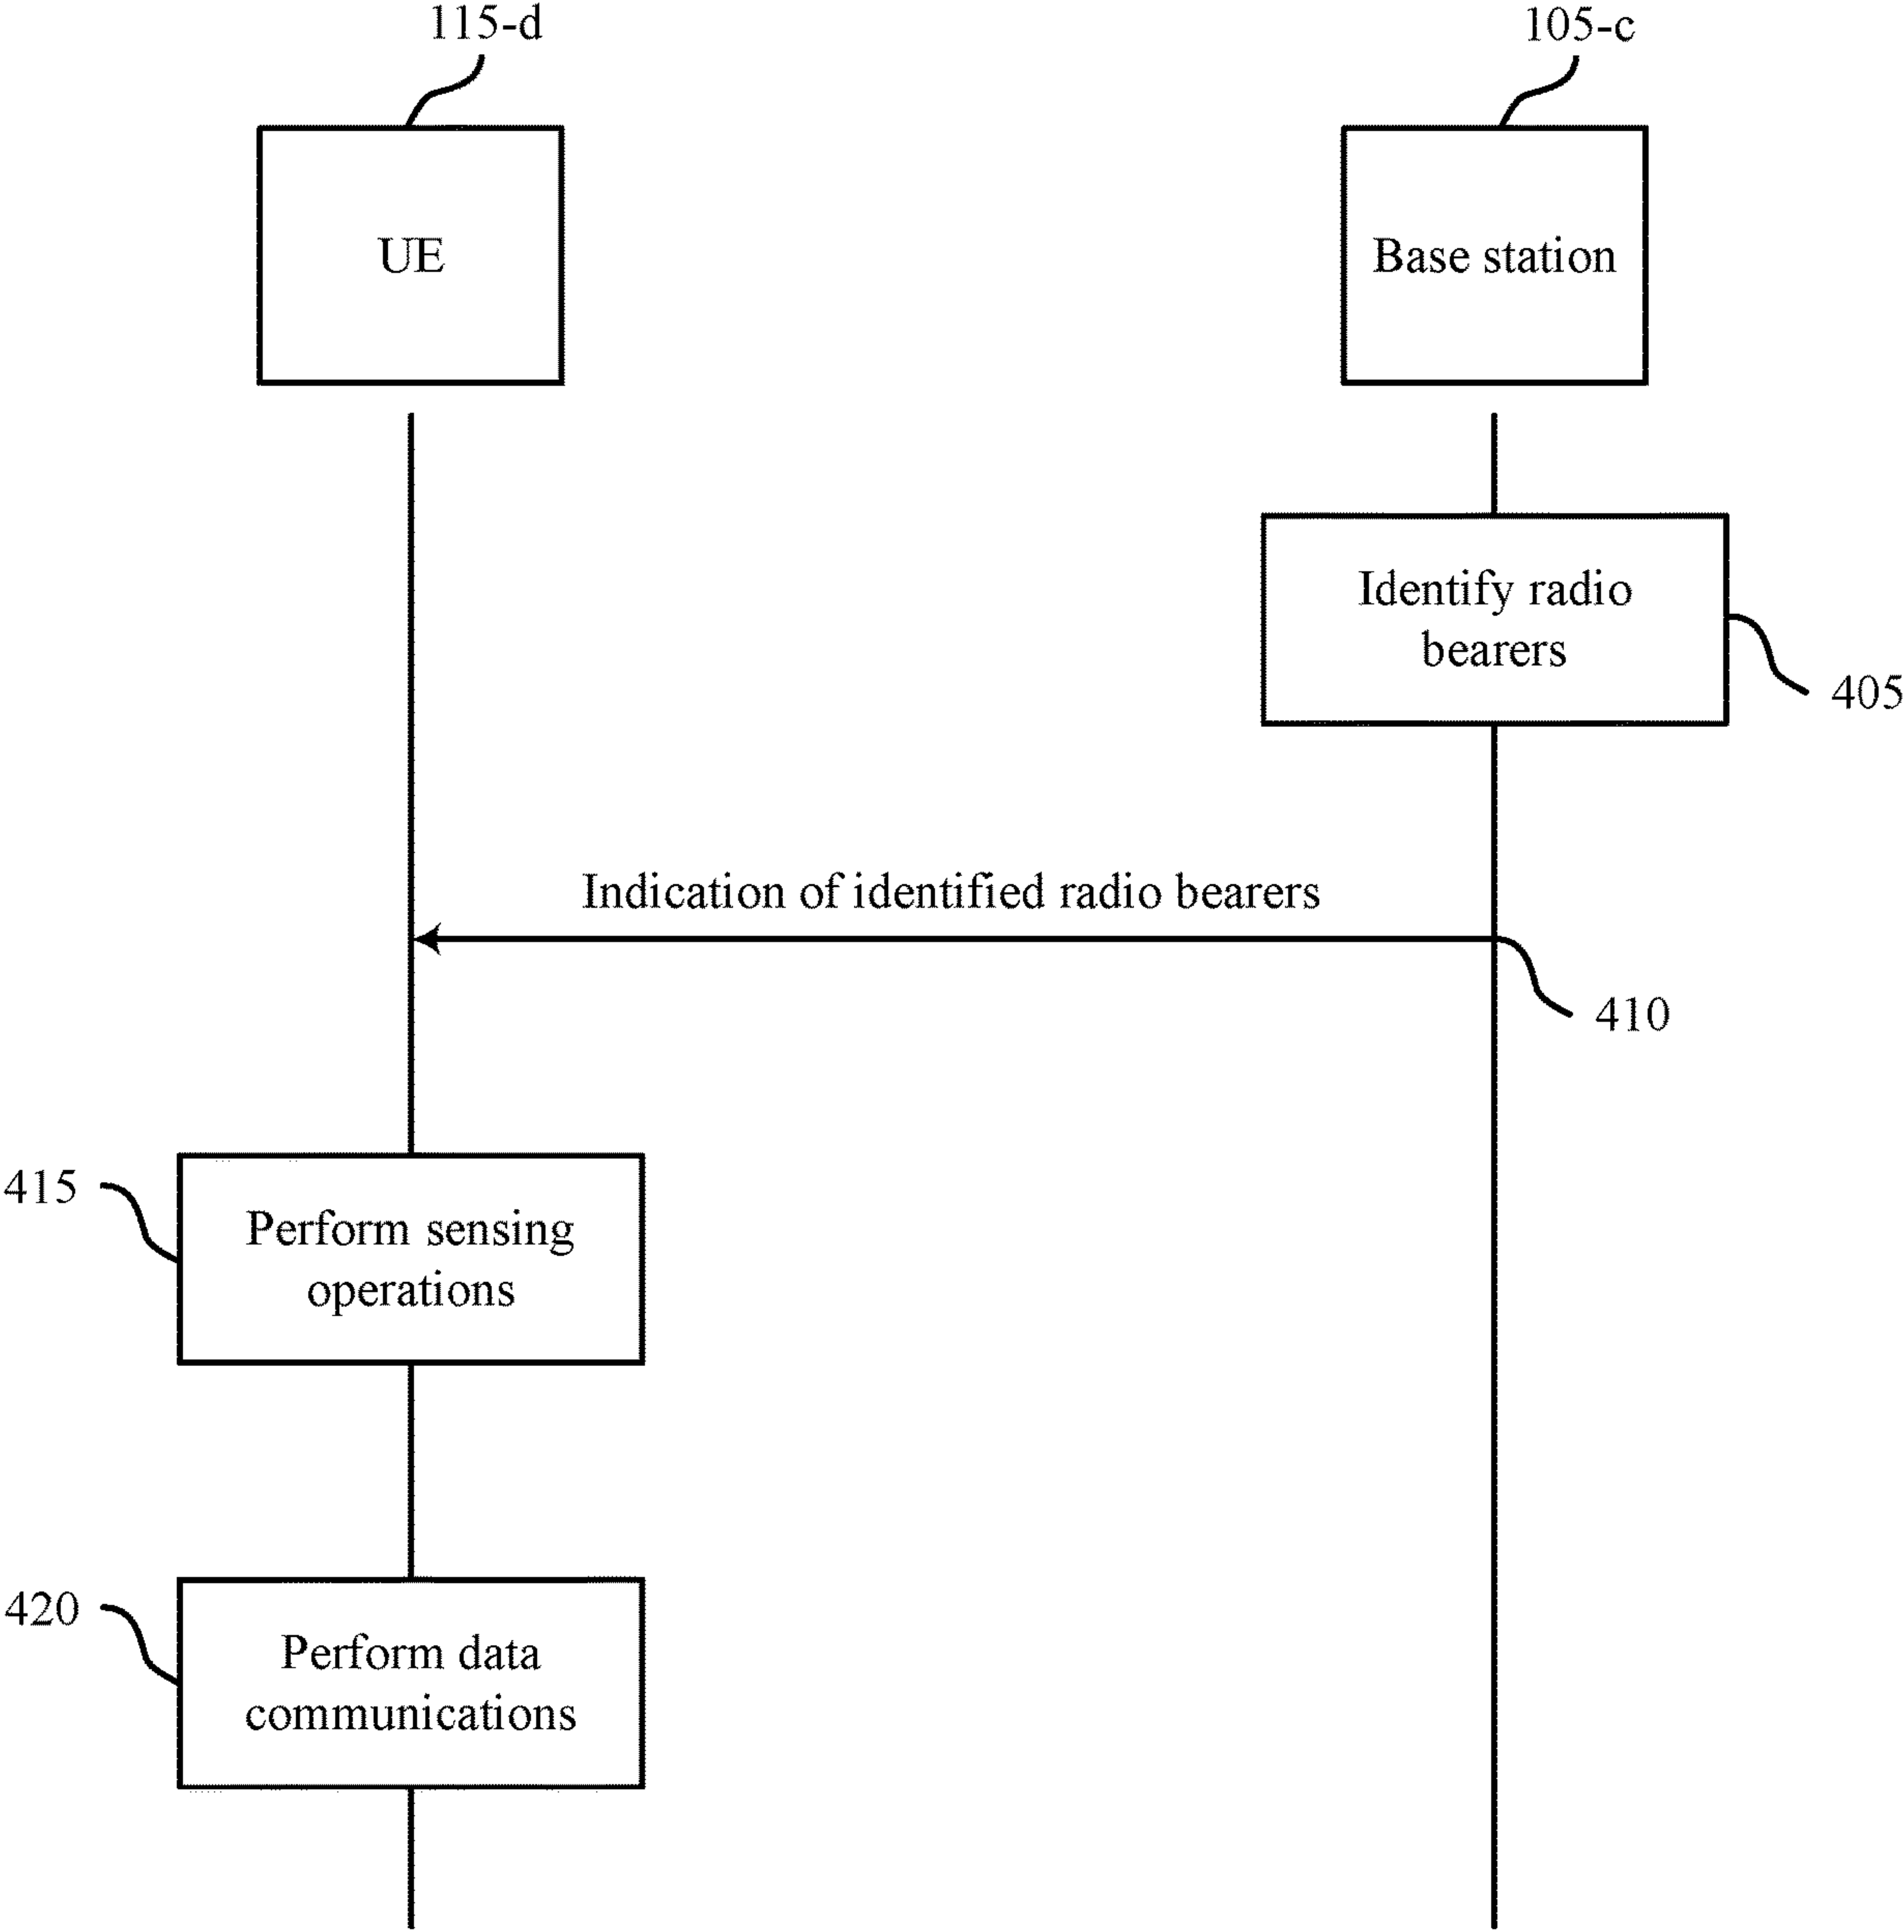 115-d
105-c
UE
Base station
Identify radio
bearers
405
Indication of identified radio bearers
410
415
Perform sensing
operations
420
Perform data
communications